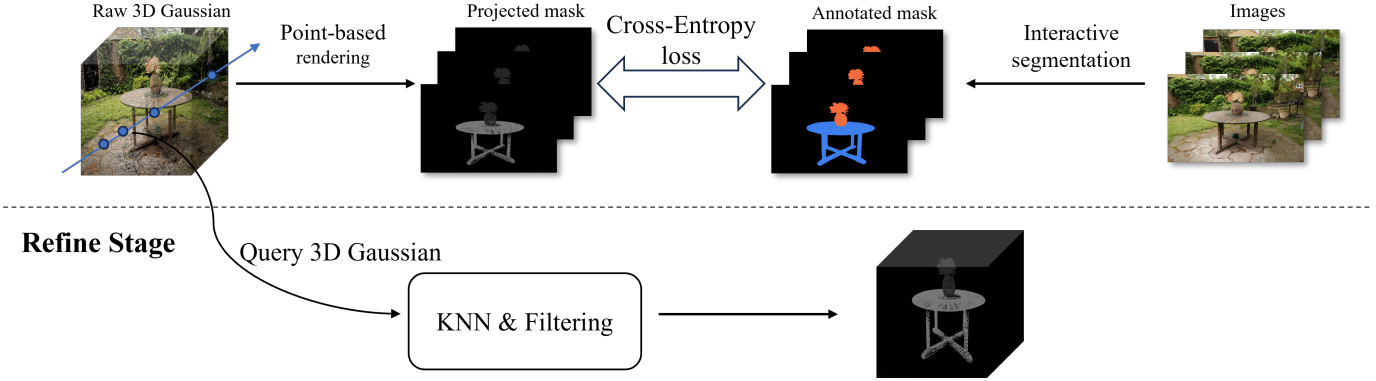 Raw 3D Gaussian
Point-based
rendering
Projected mask
Cross-Entropy
loss
Annotated mask
Interactive
segmentation
Images
Refine Stage
Query 3D Gaussian
KNN & Filtering